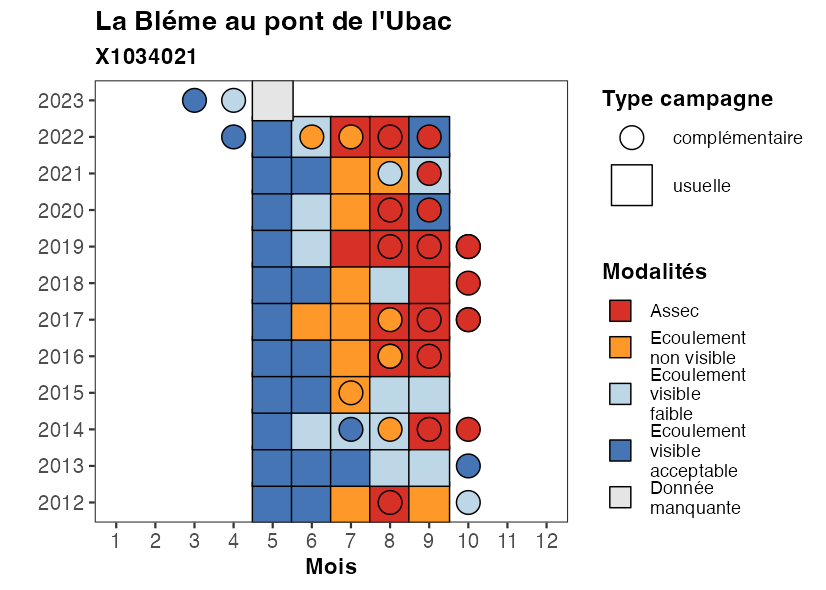 La Bléme au pont de l'Ubac
X1034021
2023
2022
2021
2020
2019
2018
2017
2016
2015
2014
2013
2012
1 2 3 4 5 6 7 8 9 10 11 12
Mois
Type campagne
complémentaire
usuelle
Modalités
Assec
Ecoulement
non visible
Ecoulement
visible
faible
Ecoulement
visible
acceptable
Donnée
manquante